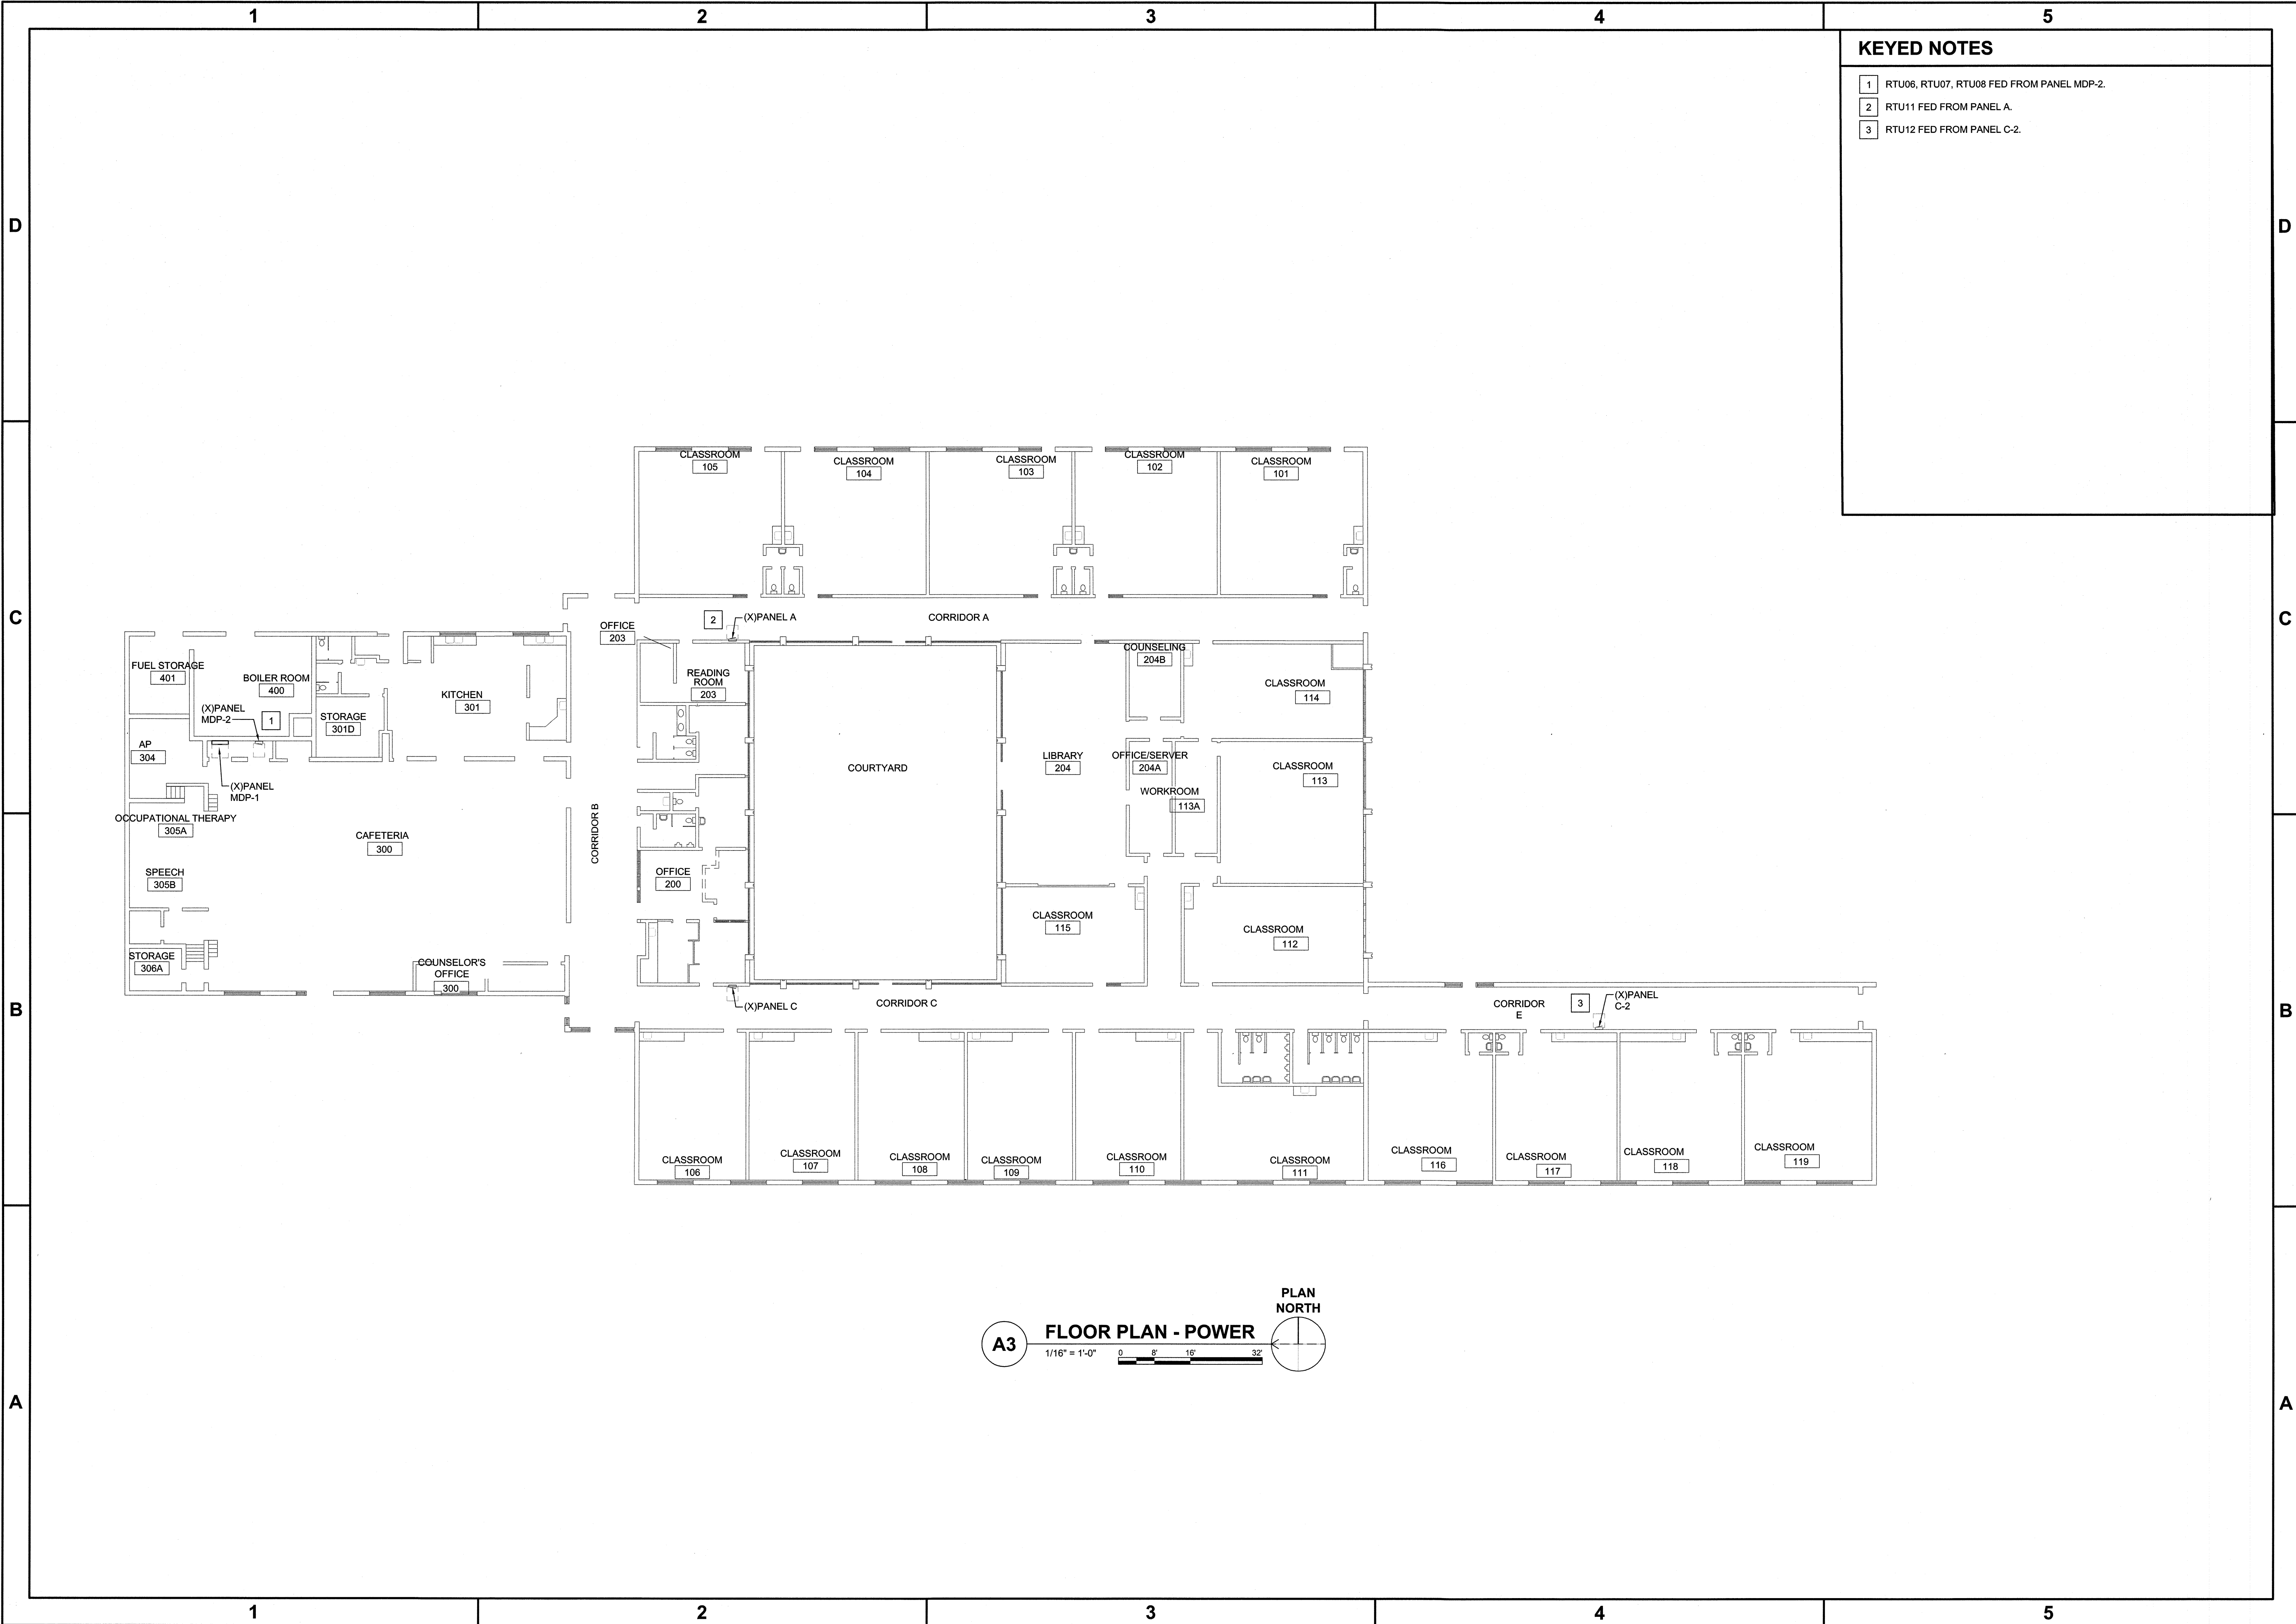 1 2 3 4 5
KEYED NOTES
1 RTU06, RTU07, RTU08 FED FROM PANEL MDP-2.
2 RTU11 FED FROM PANEL A.
3 RTU12 FED FROM PANEL C-2.
D D
CLASSROOM
105
CLASSROOM
104
CLASSROOM
103
CLASSROOM
102
CLASSROOM
101
C C
OFFICE
203
2
(X)PANEL A
CORRIDOR A
FUEL STORAGE
401
BOILER ROOM
400
(X)PANEL
MDP-2
1
STORAGE
301D
KITCHEN
301
READING
ROOM
203
COUNSELING
204B
CLASSROOM
114
AP
304
(X)PANEL
MDP-1
COURTYARD
LIBRARY
204
OFFICE/SERVER
204A
WORKROOM
113A
CLASSROOM
113
OCCUPATIONAL THERAPY
305A
CAFETERIA
300
CORRIDOR B
SPEECH
305B
OFFICE
200
CLASSROOM
115
CLASSROOM
112
STORAGE
306A
COUNSELOR'S
OFFICE
300
B B
(X)PANEL C
CORRIDOR C
CORRIDOR
E
3
(X)PANEL
C-2
CLASSROOM
106
CLASSROOM
107
CLASSROOM
108
CLASSROOM
109
CLASSROOM
110
CLASSROOM
111
CLASSROOM
116
CLASSROOM
117
CLASSROOM
118
CLASSROOM
119
PLAN
NORTH
A3
FLOOR PLAN - POWER
1/16" = 1'-0" 0 8' 16' 32'
A A
1 2 3 4 5